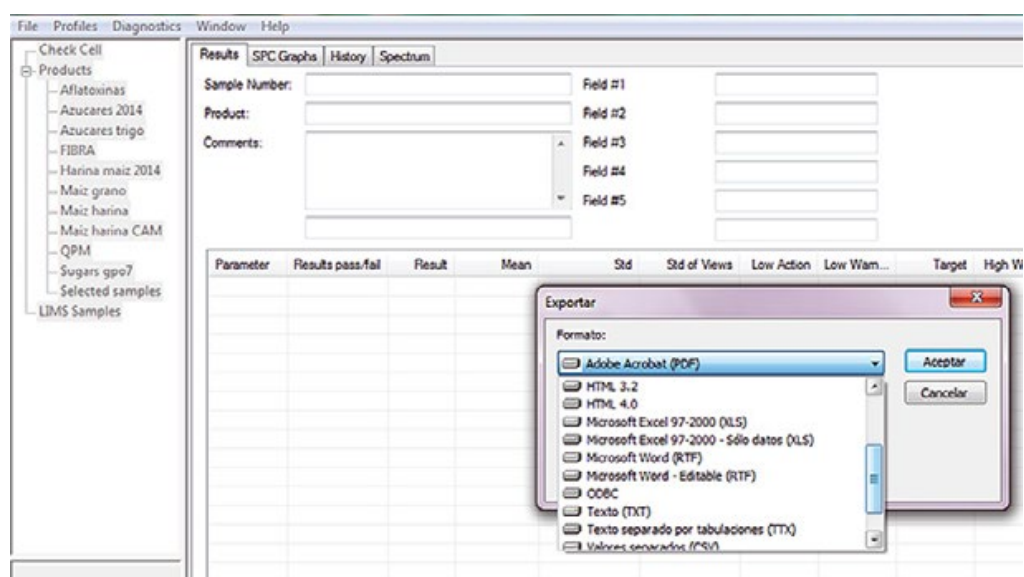 File Profiles Diagnostics Window Help
Check Cell
Products
Aflatoxinas
Azucares 2014
Azucares trigo
FIBRA
Harina maiz 2014
Maiz grano
Maiz harina
Maiz harina CAM
QPM
Sugars gpo7
Selected samples
LIMS Samples
Results SPC Graphs History Spectrum
Sample Number: Field #1
Product: Field #2
Comments: Field #3
Field #4
Field #5
Parameter Results pass/fail Result Mean Std Std of Views Low Action Low Warn... Target High W
Exportar
Formato:
Adobe Acrobat (PDF) Aceptar
Cancelar
HTML 3.2
HTML 4.0
Microsoft Excel 97-2000 (XLS)
Microsoft Excel 97-2000 - Sólo datos (XLS)
Microsoft Word (RTF)
Microsoft Word - Editable (RTF)
ODBC
Texto (TXT)
Texto separado por tabulaciones (TTX)
Valores separados (CSV)